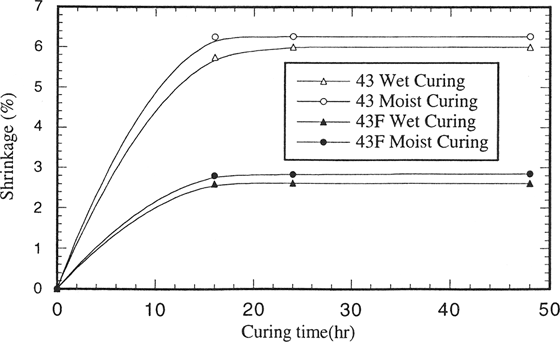 Shrinkage (%)
7
6
5
4
3
2
1
0
43 Wet Curing
43 Moist Curing
43F Wet Curing
43F Moist Curing
0 10 20 30 40 50
Curing time(hr)